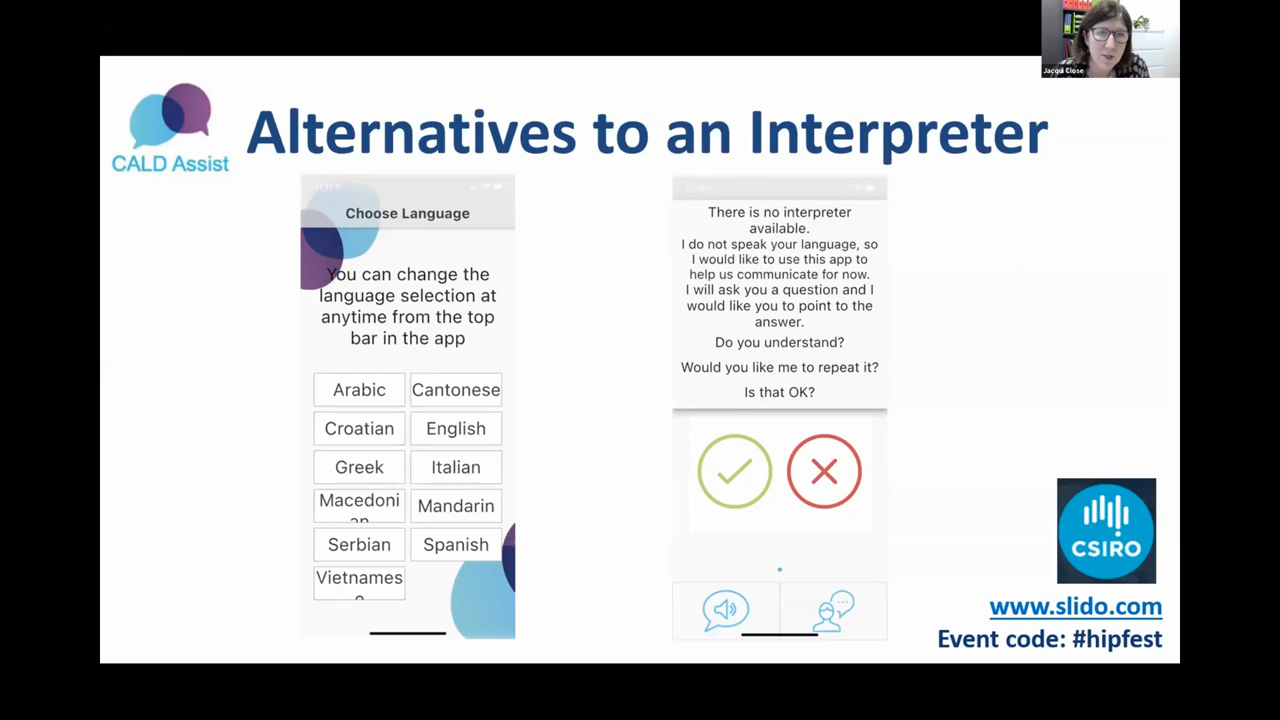 Jacqui Close
CALD Assist
Alternatives to an Interpreter
Choose Language
You can change the
language selection at
anytime from the top
bar in the app
Arabic
Cantonese
Croatian
English
Greek
Italian
Macedoni
an
Mandarin
Serbian
Spanish
Vietnames
There is no interpreter
available.
I do not speak your language, so
I would like to use this app to
help us communicate for now.
I will ask you a question and I
would like you to point to the
answer.
Do you understand?
Would you like me to repeat it?
Is that OK?
CSIRO
www.slido.com
Event code: #hipfest